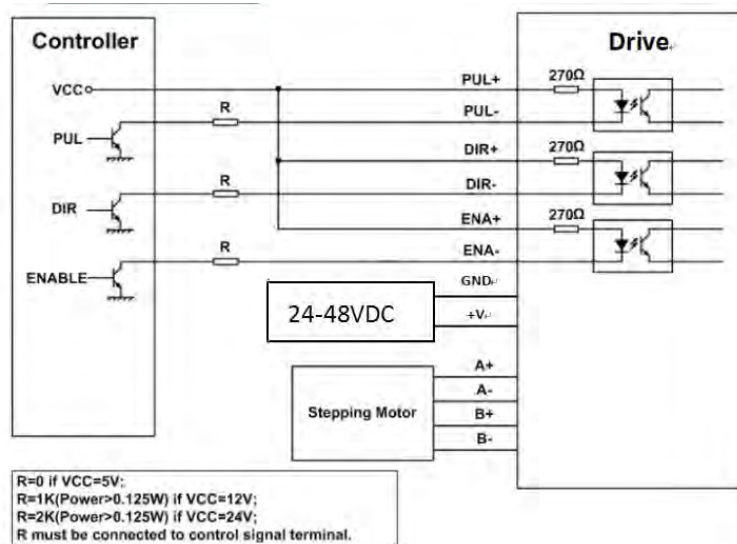 Controller
Drive
VCC
PUL+
270Ω
R
PUL-
PUL
DIR+
270Ω
R
DIR-
DIR
ENA+
270Ω
R
ENA-
ENABLE
GND
24-48VDC
+V
A+
A-
Stepping Motor
B+
B-
R=0 if VCC=5V;
R=1K(Power>0.125W) if VCC=12V;
R=2K(Power>0.125W) if VCC=24V;
R must be connected to control signal terminal.